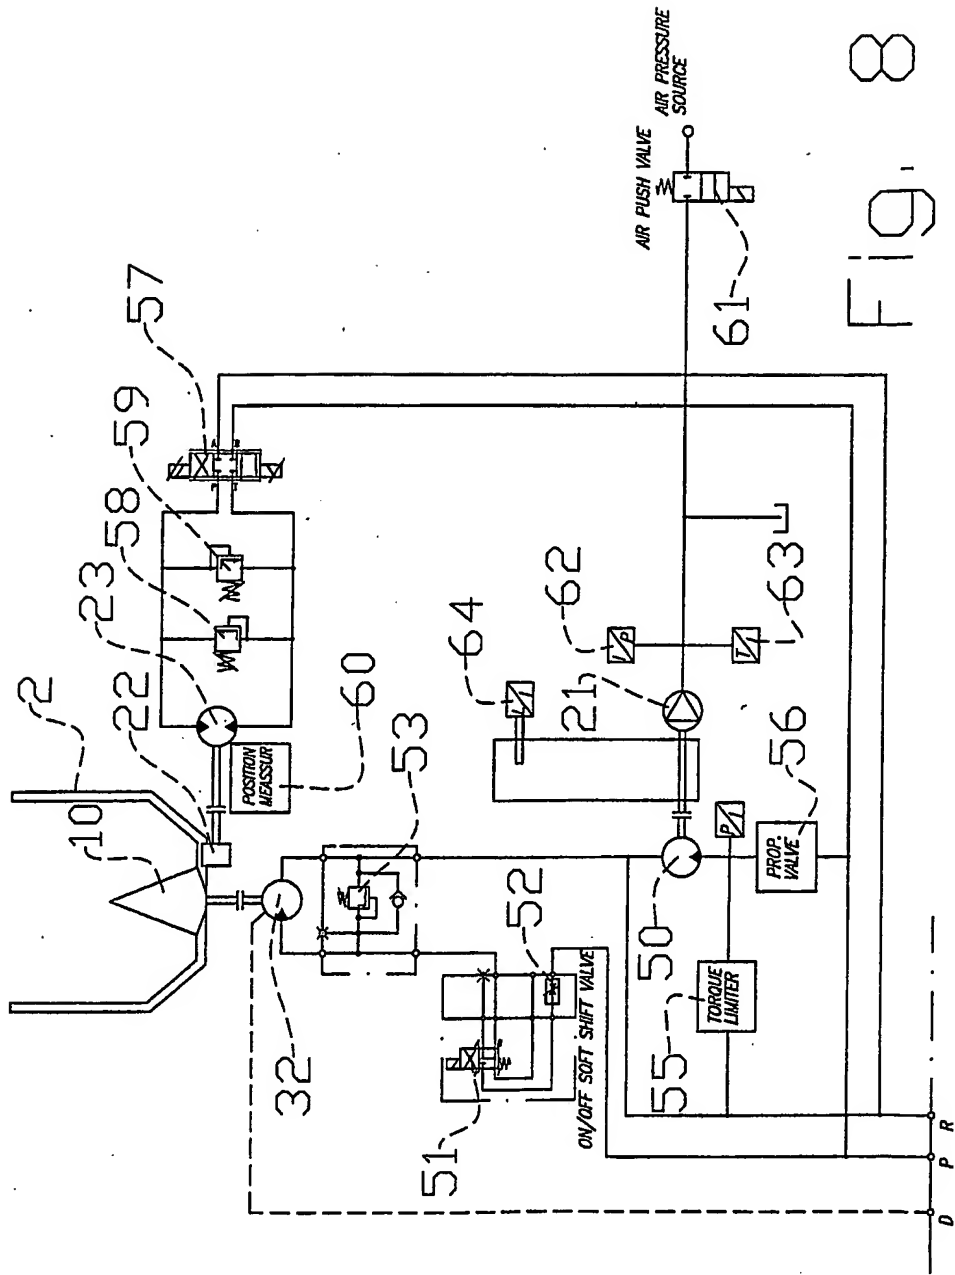 2
10
22
23
58
59
57
POSITION
MEASSUR
60
53
32
52
51
ON/OFF SOFT SHIFT VALVE
64
62
21
63
50
55
TORQUE
LIMITER
PROP.
VALVE
56
P
T
A
B
P
I
L
I
I
P
T
I
AIR PUSH VALVE
AIR PRESSURE
SOURCE
61
D
P
R
Fig. 8